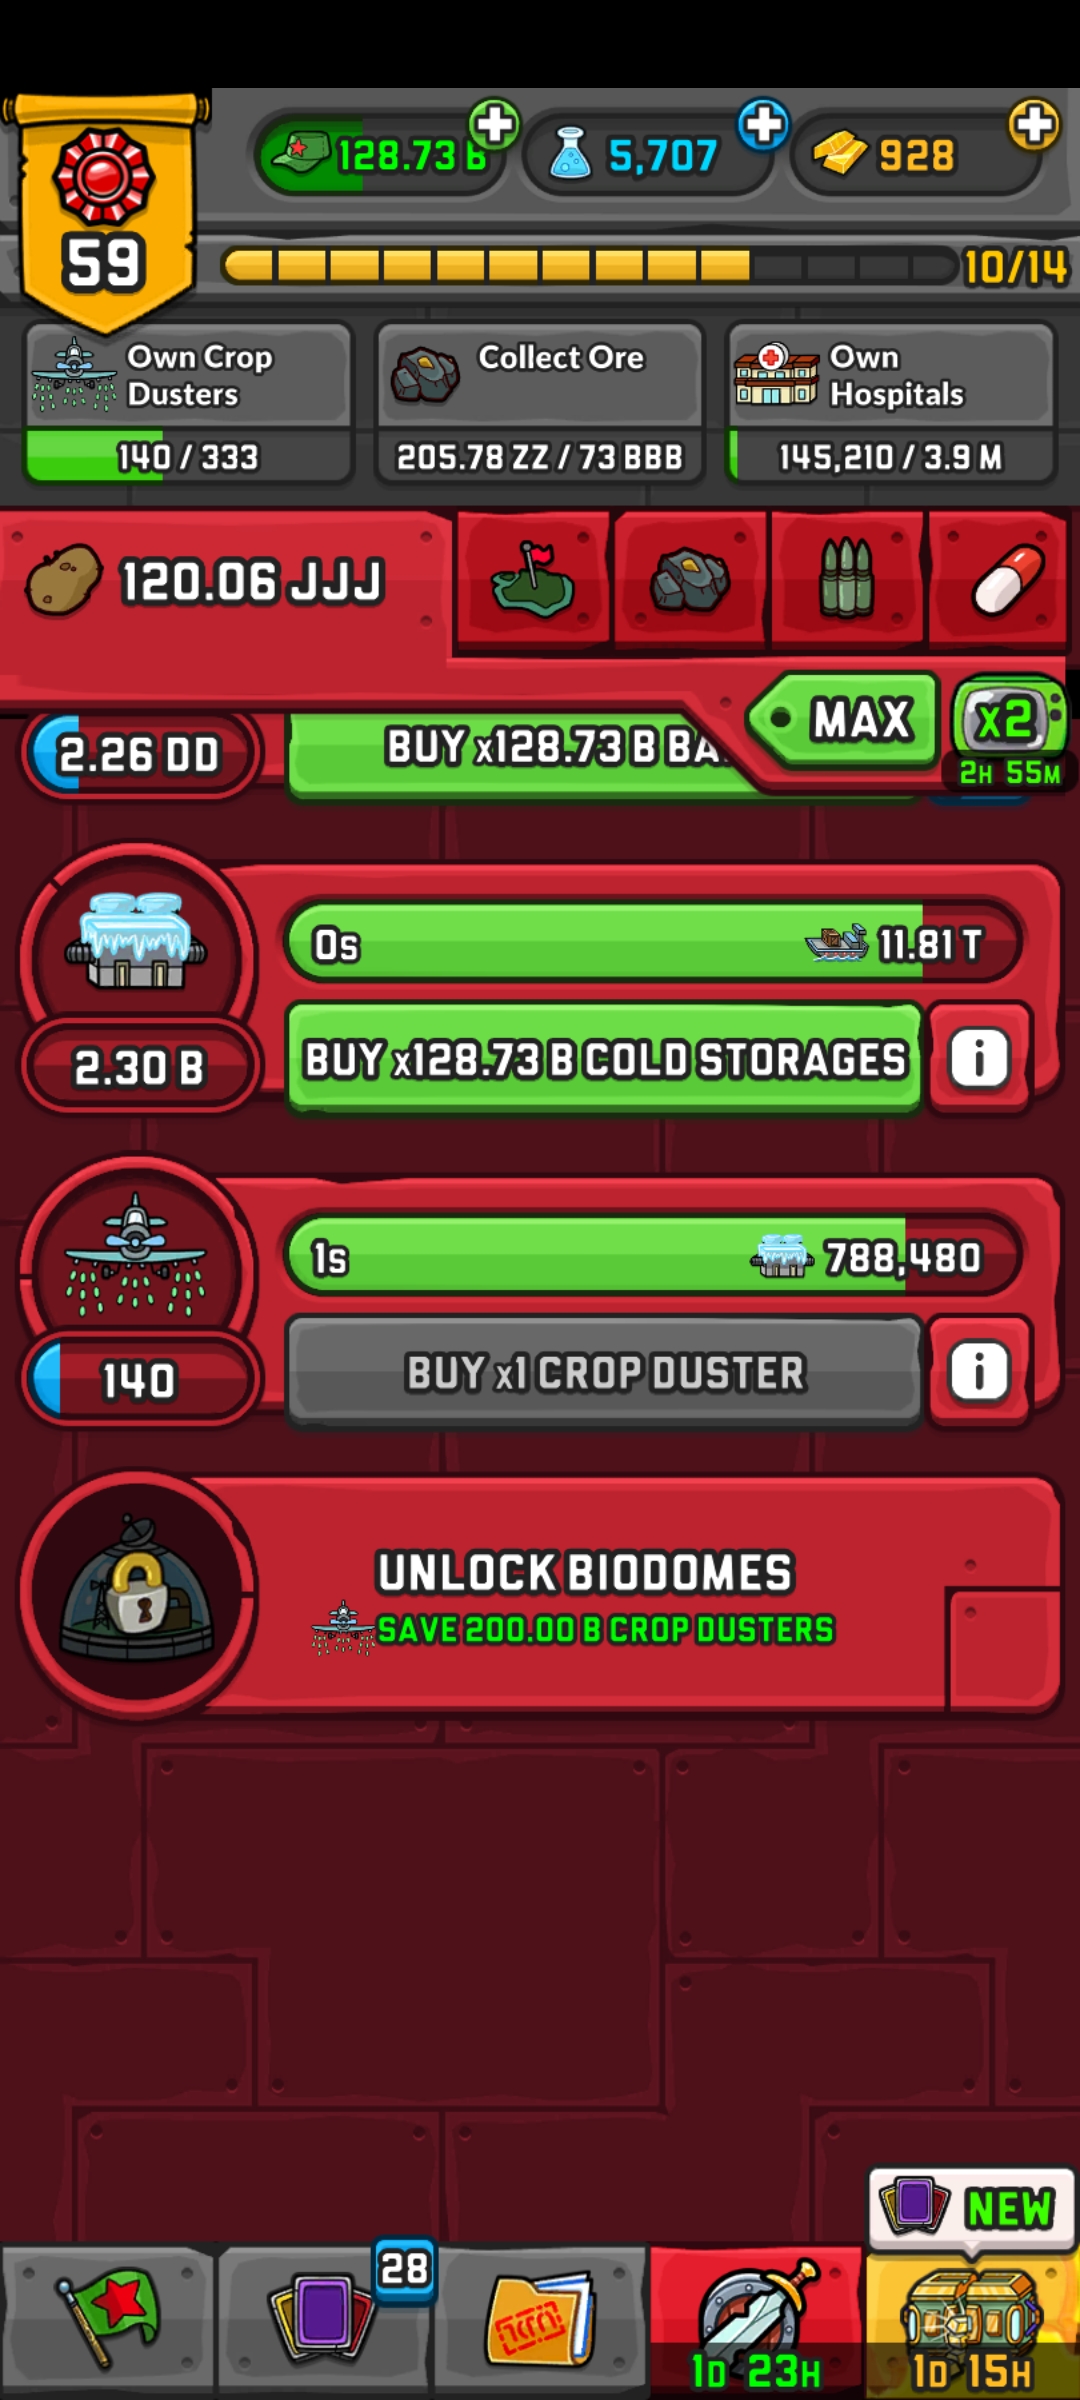 128.73 B
5,707
928
59
10/14
Own Crop
Dusters
140 / 333
Collect Ore
205.78 ZZ / 73 BBB
Own
Hospitals
145,210 / 3.9 M
120.06 JJJ
MAX
x2
2H 55M
2.26 DD
BUY x128.73 B BA
0s
11.81 T
2.30 B
BUY x128.73 B COLD STORAGES
i
1s
788,480
140
BUY x1 CROP DUSTER
i
UNLOCK BIODOMES
SAVE 200.00 B CROP DUSTERS
NEW
28
1D 23H
1D 15H